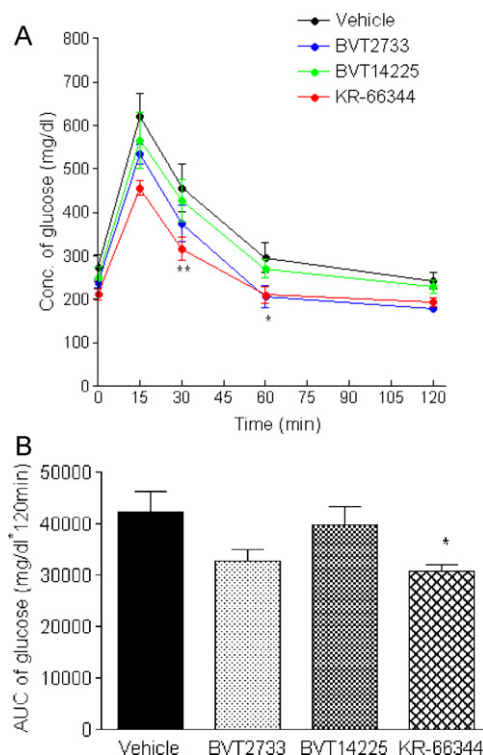 A
Vehicle
BVT2733
BVT14225
KR-66344
Conc. of glucose (mg/dl)
800
700
600
500
400
300
200
100
0
**
*
0 15 30 45 60 75 90 105 120
Time (min)
B
AUC of glucose (mg/dl*120min)
50000
40000
30000
20000
10000
0
*
Vehicle BVT2733 BVT14225 KR-66344